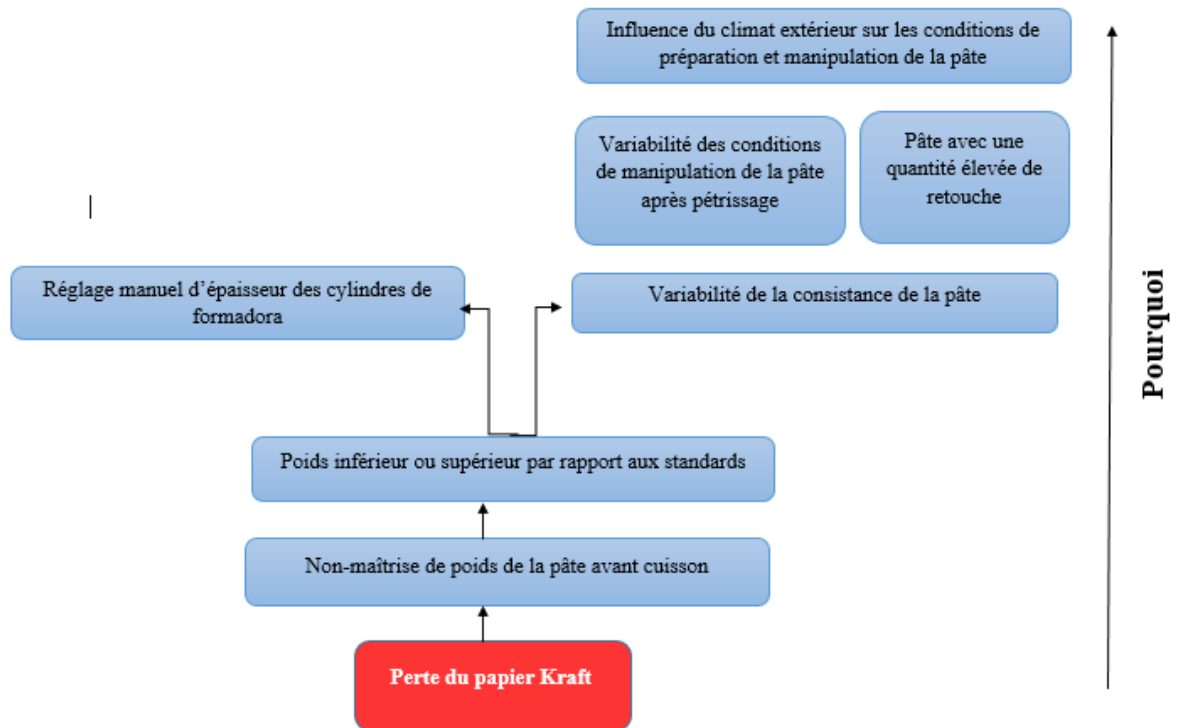 Influence du climat extérieur sur les conditions de
préparation et manipulation de la pâte
Variabilité des conditions
de manipulation de la pâte
après pétrissage
Pâte avec une
quantité élevée de
retouche
Réglage manuel d'épaisseur des cylindres de
formadora
Variabilité de la consistance de la pâte
Poids inférieur ou supérieur par rapport aux standards
Non-maîtrise de poids de la pâte avant cuisson
Perte du papier Kraft
Pourquoi